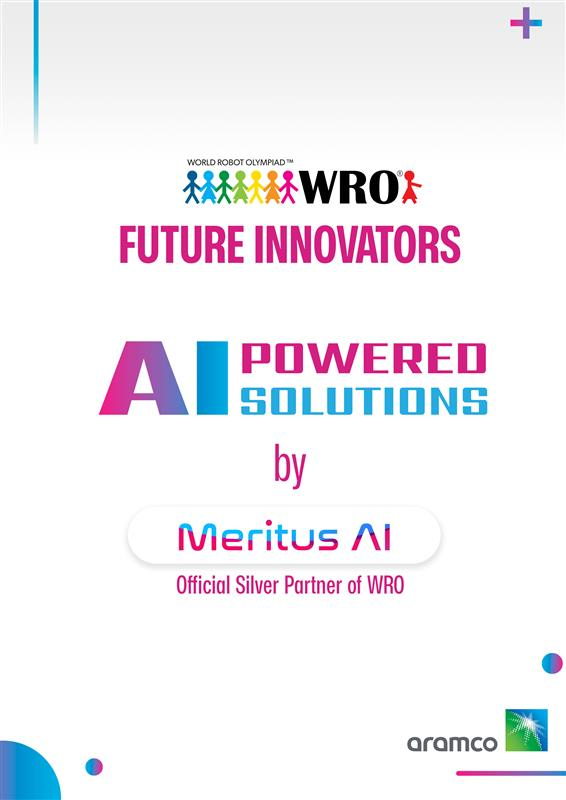 WORLD ROBOT OLYMPIAD™
WRO®
FUTURE INNOVATORS
AI POWERED
SOLUTIONS
by
Meritus AI
Official Silver Partner of WRO
aramco